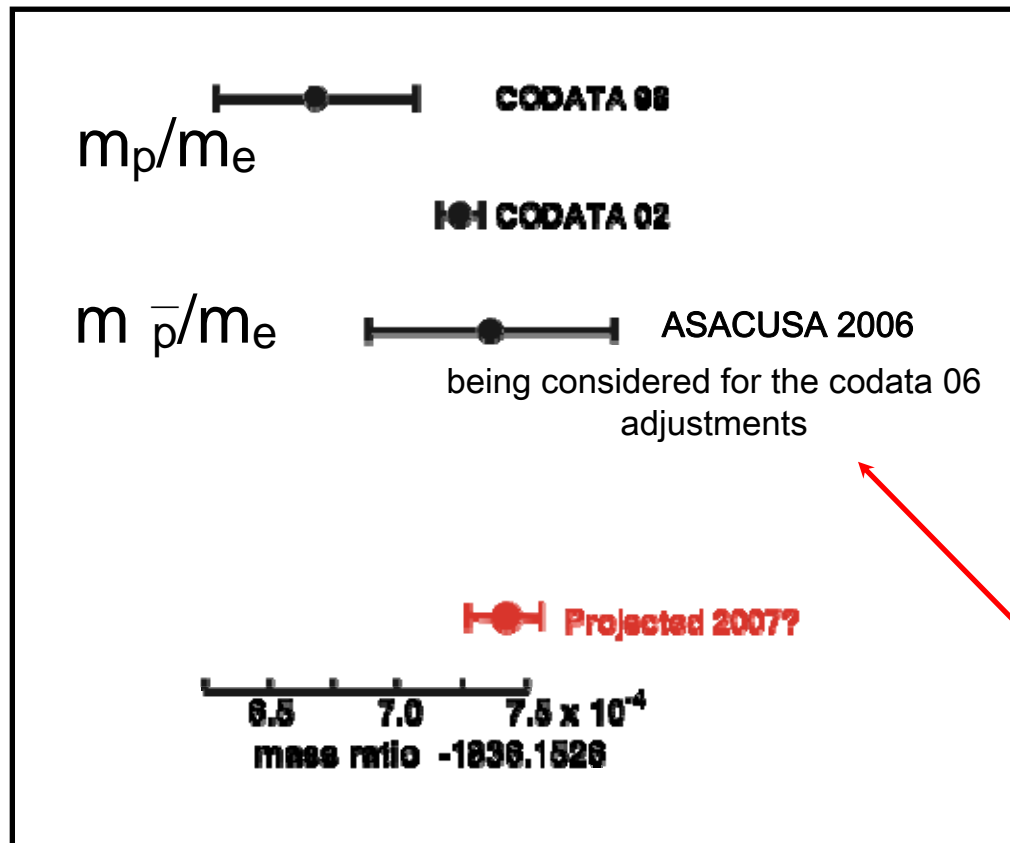 CODATA 98
mp/me
CODATA 02
m p̅/me
ASACUSA 2006
being considered for the codata 06
adjustments
Projected 2007?
6.5 7.0 7.5 x 10-4
mass ratio -1836.1526